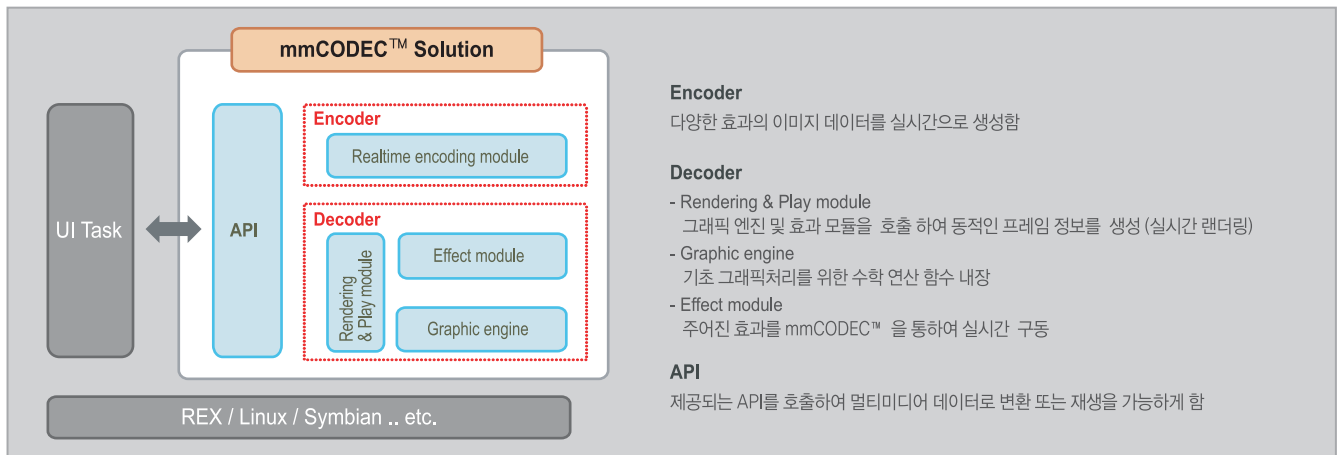 mmCODEC™ Solution
UI Task
API
Encoder
Realtime encoding module
Decoder
Rendering
& Play module
Effect module
Graphic engine
REX / Linux / Symbian .. etc.
Encoder
다양한 효과의 이미지 데이터를 실시간으로 생성함
Decoder
- Rendering & Play module
그래픽 엔진 및 효과 모듈을 호출 하여 동적인 프레임 정보를 생성 (실시간 랜더링)
- Graphic engine
기초 그래픽처리를 위한 수학 연산 함수 내장
- Effect module
주어진 효과를 mmCODEC™ 을 통하여 실시간 구동
API
제공되는 API를 호출하여 멀티미디어 데이터로 변환 또는 재생을 가능하게 함